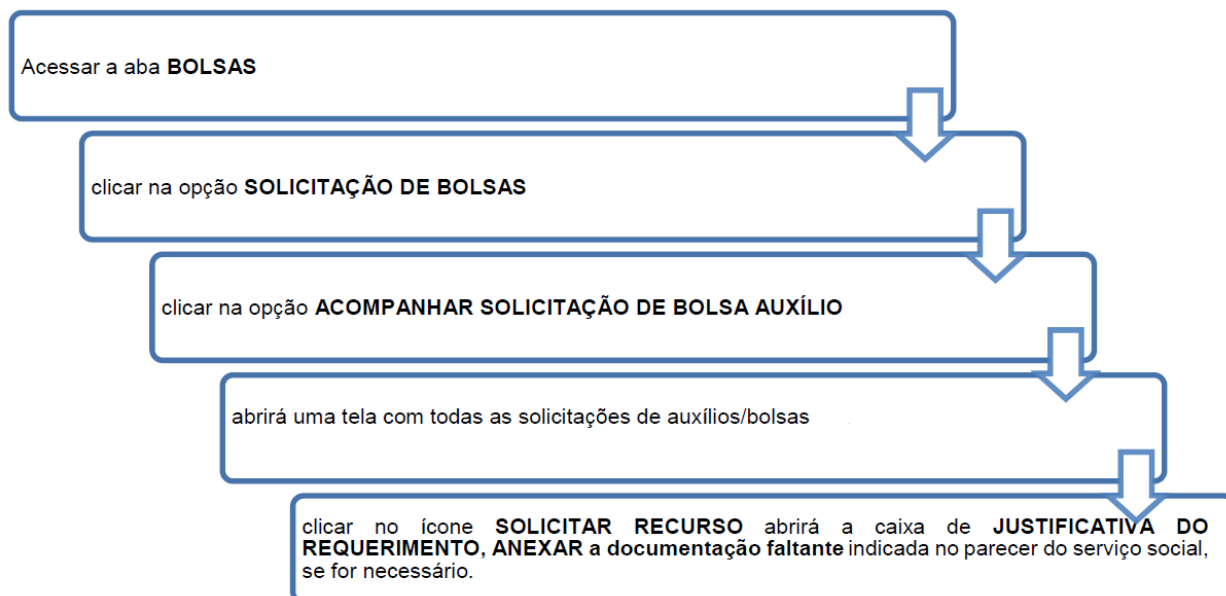 Acessar a aba BOLSAS
clicar na opção SOLICITAÇÃO DE BOLSAS
clicar na opção ACOMPANHAR SOLICITAÇÃO DE BOLSA AUXÍLIO
abrirá uma tela com todas as solicitações de auxílios/bolsas
clicar no ícone SOLICITAR RECURSO abrirá a caixa de JUSTIFICATIVA DO
REQUERIMENTO, ANEXAR a documentação faltante indicada no parecer do serviço social,
se for necessário.